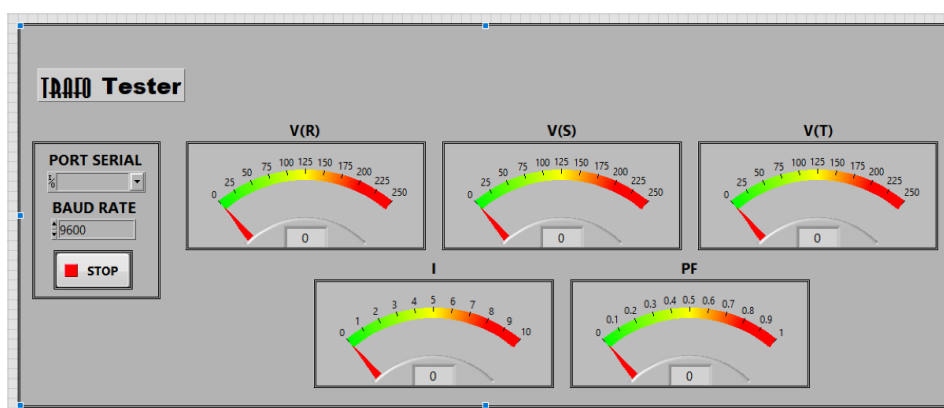 TRAFO Tester
V(R) V(S) V(T)
PORT SERIAL
I/O
BAUD RATE
9600
STOP
0 25 50 75 100 125 150 175 200 225 250
0
0 25 50 75 100 125 150 175 200 225 250
0
0 25 50 75 100 125 150 175 200 225 250
0
I PF
0 1 2 3 4 5 6 7 8 9 10
0
0 0.1 0.2 0.3 0.4 0.5 0.6 0.7 0.8 0.9 1
0